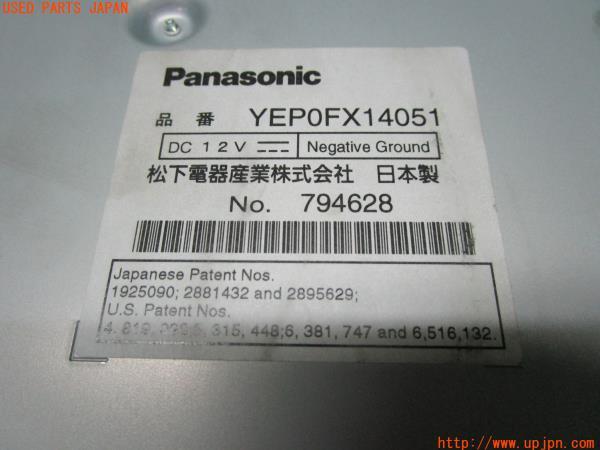 USED PARTS JAPAN
Panasonic
品番 YEP0FX14051
DC 12V Negative Ground
松下電器産業株式会社 日本製
No. 794628
Japanese Patent Nos.
1925090; 2881432 and 2895629;
U.S. Patent Nos.
315, 448;6, 381, 747 and 6,516,132.
http://www.upjpn.com